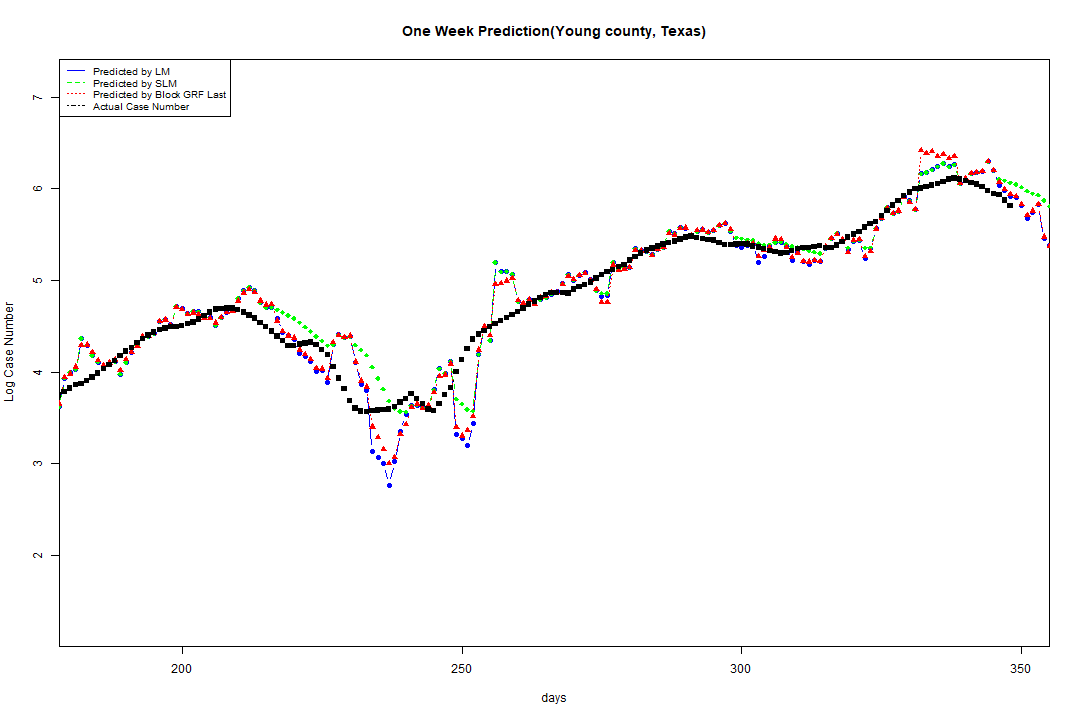 One Week Prediction(Young county, Texas)
Predicted by LM
Predicted by SLM
Predicted by Block GRF Last
Actual Case Number
7
6
5
4
3
2
Log Case Number
200 250 300 350
days